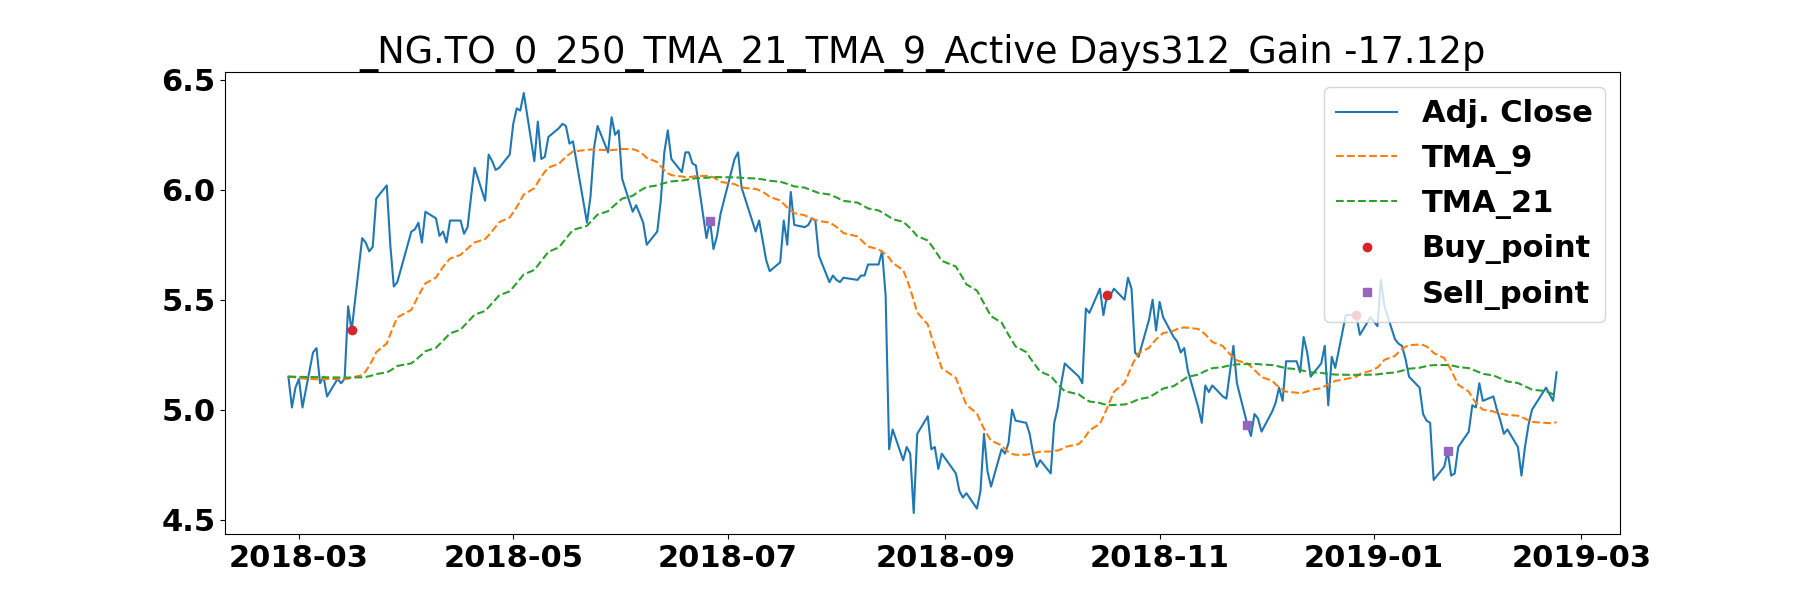 _NG.TO_0_250_TMA_21_TMA_9_Active Days312_Gain -17.12p
6.5
6.0
5.5
5.0
4.5
Adj. Close
TMA_9
TMA_21
Buy_point
Sell_point
2018-03 2018-05 2018-07 2018-09 2018-11 2019-01 2019-03